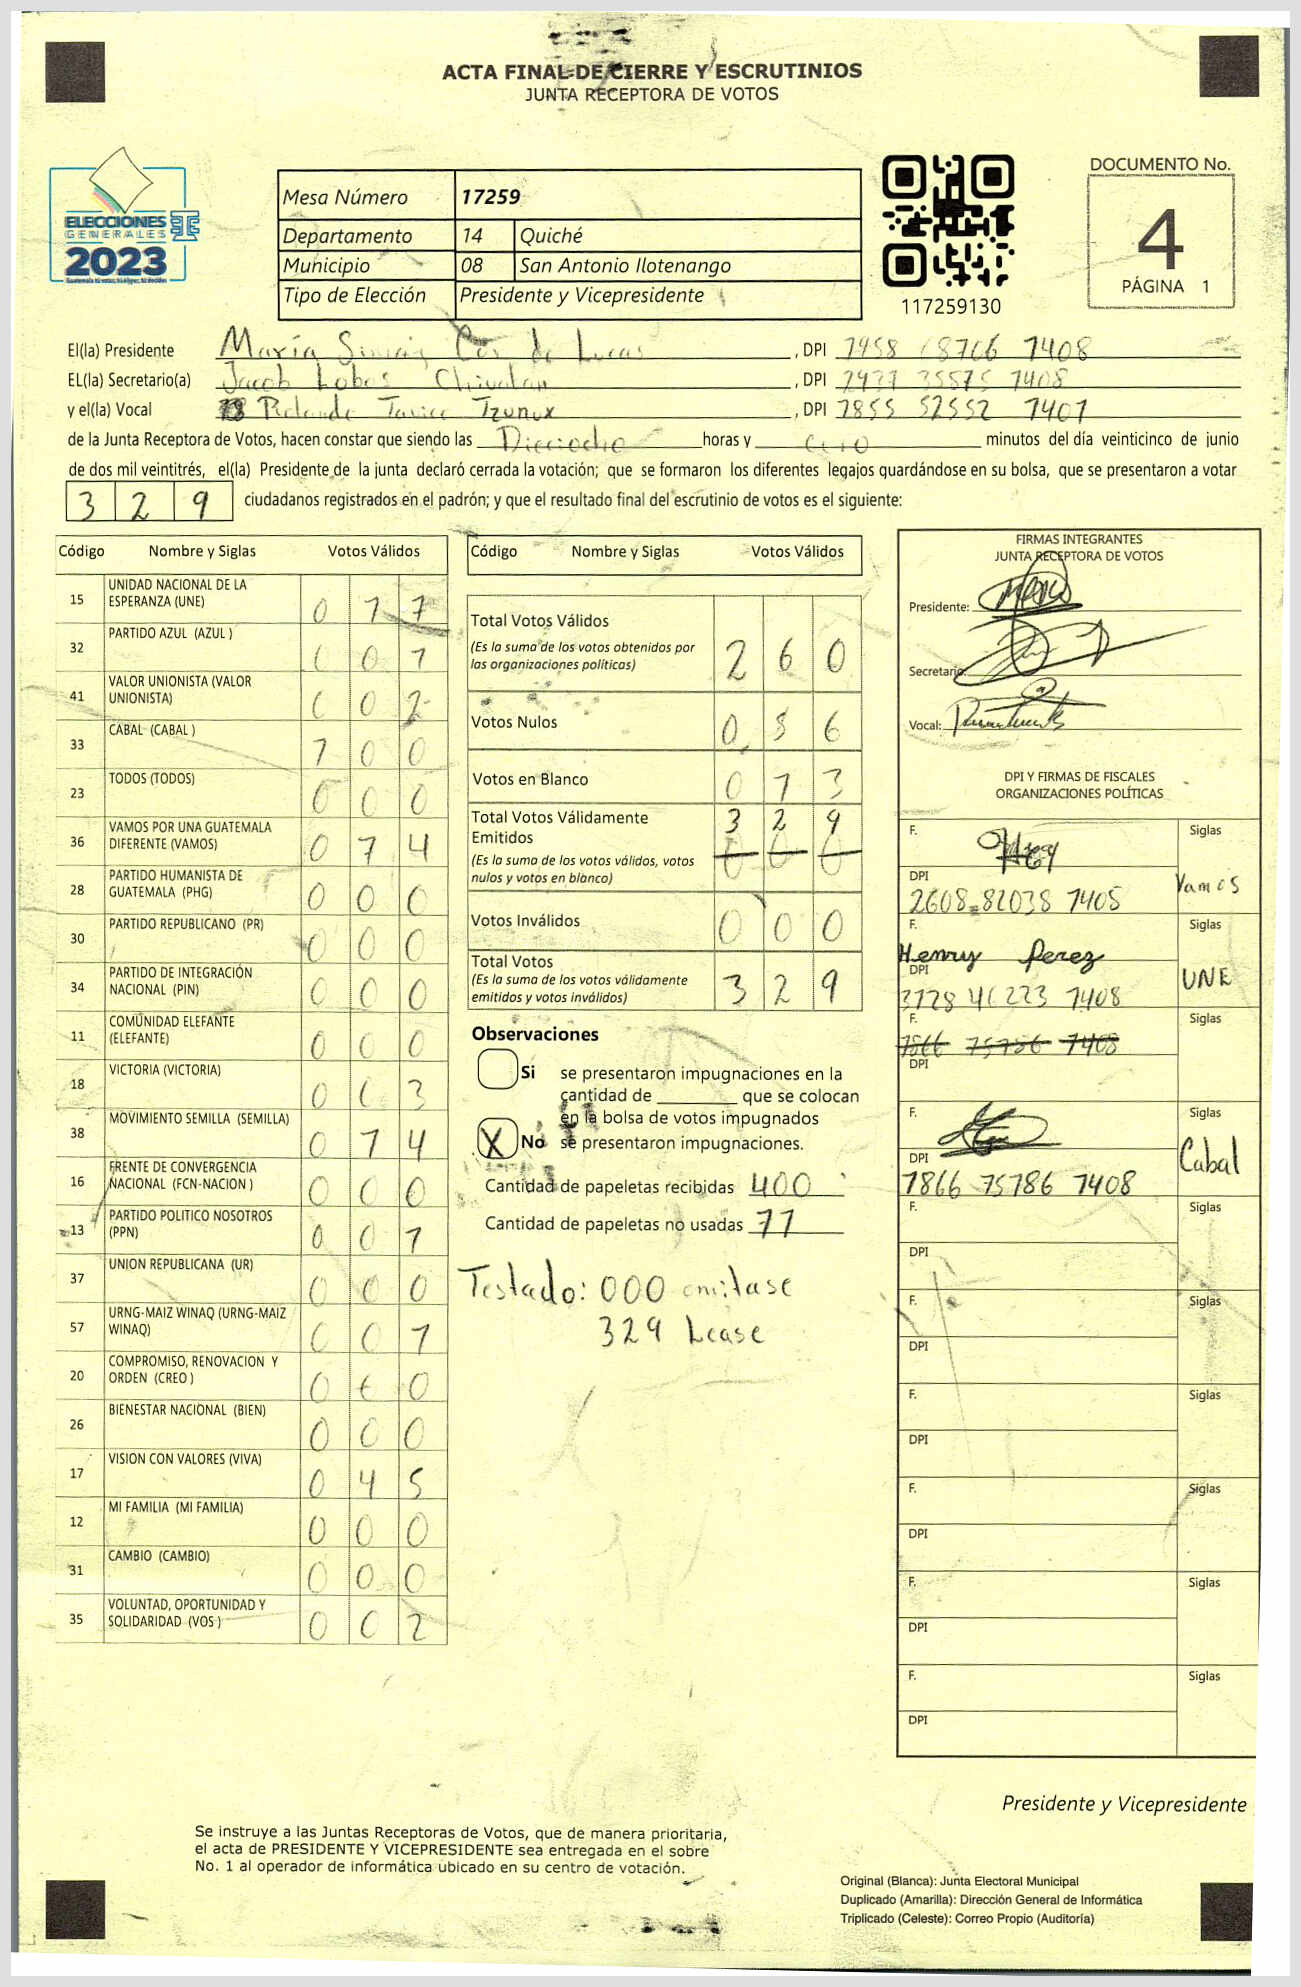 ACTA FINAL DE CIERRE Y ESCRUTINIOS
JUNTA RECEPTORA DE VOTOS
ELECCIONES
GENERALES
2023
Mesa Número 17259
Departamento 14 Quiché
Municipio 08 San Antonio Ilotenango
Tipo de Elección Presidente y Vicepresidente
117259130
DOCUMENTO No.
4
PÁGINA 1
El(la) Presidente María Cos de Lucas , DPI 7408
EL(la) Secretario(a) Jacob Lobos , DPI 35575 7408
y el(la) Vocal Rolando Tzunux , DPI 7855 52552 7407
de la Junta Receptora de Votos, hacen constar que siendo las Dieciocho horas y cero minutos del día veinticinco de junio
de dos mil veintitrés, el(la) Presidente de la junta declaró cerrada la votación; que se formaron los diferentes legajos guardándose en su bolsa, que se presentaron a votar
3 2 9 ciudadanos registrados en el padrón; y que el resultado final del escrutinio de votos es el siguiente:
Código Nombre y Siglas Votos Válidos
15 UNIDAD NACIONAL DE LA ESPERANZA (UNE) 0 7 7
32 PARTIDO AZUL (AZUL ) 0 0 1
41 VALOR UNIONISTA (VALOR UNIONISTA) 0 0 2
33 CABAL (CABAL ) 1 0 0
23 TODOS (TODOS) 0 0 0
36 VAMOS POR UNA GUATEMALA DIFERENTE (VAMOS) 0 1 4
28 PARTIDO HUMANISTA DE GUATEMALA (PHG) 0 0 0
30 PARTIDO REPUBLICANO (PR) 0 0 0
34 PARTIDO DE INTEGRACIÓN NACIONAL (PIN) 0 0 0
11 COMUNIDAD ELEFANTE (ELEFANTE) 0 0 0
18 VICTORIA (VICTORIA) 0 0 3
38 MOVIMIENTO SEMILLA (SEMILLA) 0 1 4
16 FRENTE DE CONVERGENCIA NACIONAL (FCN-NACION ) 0 0 0
13 PARTIDO POLITICO NOSOTROS (PPN) 0 0 1
37 UNION REPUBLICANA (UR) 0 0 0
57 URNG-MAIZ WINAQ (URNG-MAIZ WINAQ) 0 0 1
20 COMPROMISO, RENOVACION Y ORDEN (CREO ) 0 0 0
26 BIENESTAR NACIONAL (BIEN) 0 0 0
17 VISION CON VALORES (VIVA) 0 4 5
12 MI FAMILIA (MI FAMILIA) 0 0 0
31 CAMBIO (CAMBIO) 0 0 0
35 VOLUNTAD, OPORTUNIDAD Y SOLIDARIDAD (VOS ) 0 0 2
Código Nombre y Siglas Votos Válidos
Total Votos Válidos 2 6 0
(Es la suma de los votos obtenidos por
las organizaciones políticas)
Votos Nulos 0 5 6
Votos en Blanco 0 1 3
Total Votos Válidamente Emitidos 3 2 9
0 0 0
(Es la suma de los votos válidos, votos
nulos y votos en blanco)
Votos Inválidos 0 0 0
Total Votos 3 2 9
(Es la suma de los votos válidamente
emitidos y votos inválidos)
Observaciones
Si se presentaron impugnaciones en la
cantidad de ________ que se colocan
en la bolsa de votos impugnados
X No se presentaron impugnaciones.
Cantidad de papeletas recibidas 400
Cantidad de papeletas no usadas 71
Testado: 000 omitase
329 Lease
FIRMAS INTEGRANTES
JUNTA RECEPTORA DE VOTOS
Presidente:
Secretario:
Vocal:
DPI Y FIRMAS DE FISCALES
ORGANIZACIONES POLÍTICAS
F. Siglas
DPI Vamos
2608 82038 1405
F. Siglas
Henry Perez
DPI UNE
7408
F. Siglas
7866 75786 7408
DPI
F. Siglas
DPI Cabal
7866 75786 7408
F. Siglas
DPI
F. Siglas
DPI
F. Siglas
DPI
F. Siglas
DPI
F. Siglas
DPI
F. Siglas
DPI
Presidente y Vicepresidente
Se instruye a las Juntas Receptoras de Votos, que de manera prioritaria,
el acta de PRESIDENTE Y VICEPRESIDENTE sea entregada en el sobre
No. 1 al operador de informática ubicado en su centro de votación.
Original (Blanca): Junta Electoral Municipal
Duplicado (Amarilla): Dirección General de Informática
Triplicado (Celeste): Correo Propio (Auditoría)